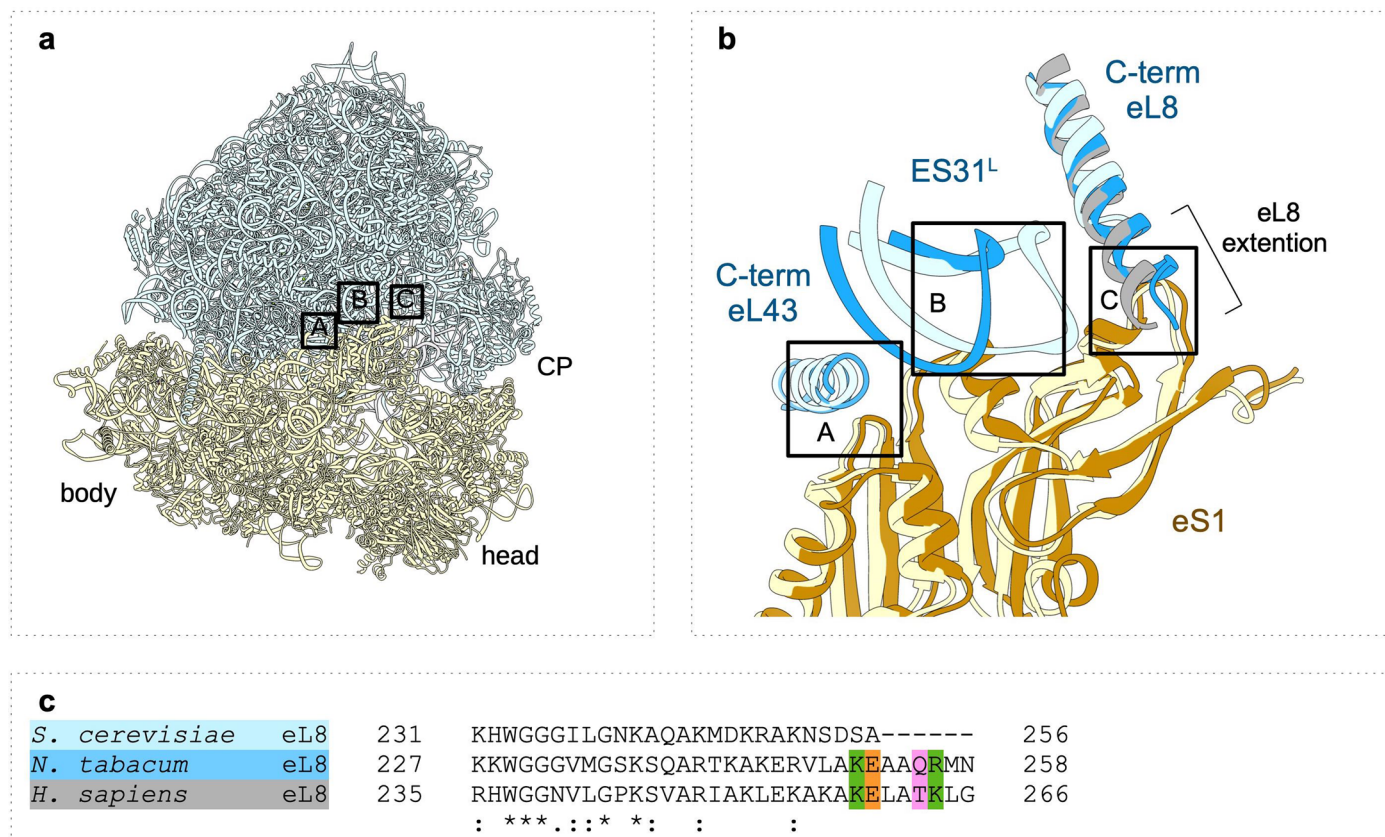 a
A
B
C
CP
body
head
b
C-term
eL8
ES31L
eL8
extention
C-term
eL43
A
B
C
eS1
c
S. cerevisiae eL8 231 KHWGGGILGNKAQAKMDKRAKNSDSA------ 256
N. tabacum eL8 227 KKWGGGVMGSKSQARTKAKERVLAKEAAQRMN 258
H. sapiens eL8 235 RHWGGNVLGPKSVARIAKLEKAKAKELATKLG 266
: ***.::* *: : :